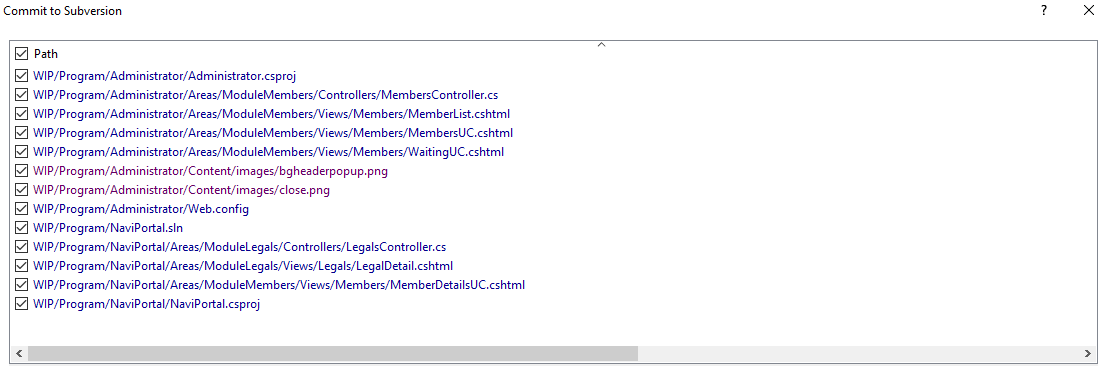 Commit to Subversion
?
Path
WIP/Program/Administrator/Administrator.csproj
WIP/Program/Administrator/Areas/ModuleMembers/Controllers/MembersController.cs
WIP/Program/Administrator/Areas/ModuleMembers/Views/Members/MemberList.cshtml
WIP/Program/Administrator/Areas/ModuleMembers/Views/Members/MembersUC.cshtml
WIP/Program/Administrator/Areas/ModuleMembers/Views/Members/WaitingUC.cshtml
WIP/Program/Administrator/Content/images/bgheaderpopup.png
WIP/Program/Administrator/Content/images/close.png
WIP/Program/Administrator/Web.config
WIP/Program/NaviPortal.sln
WIP/Program/NaviPortal/Areas/ModuleLegals/Controllers/LegalsController.cs
WIP/Program/NaviPortal/Areas/ModuleLegals/Views/Legals/LegalDetail.cshtml
WIP/Program/NaviPortal/Areas/ModuleMembers/Views/Members/MemberDetailsUC.cshtml
WIP/Program/NaviPortal/NaviPortal.csproj